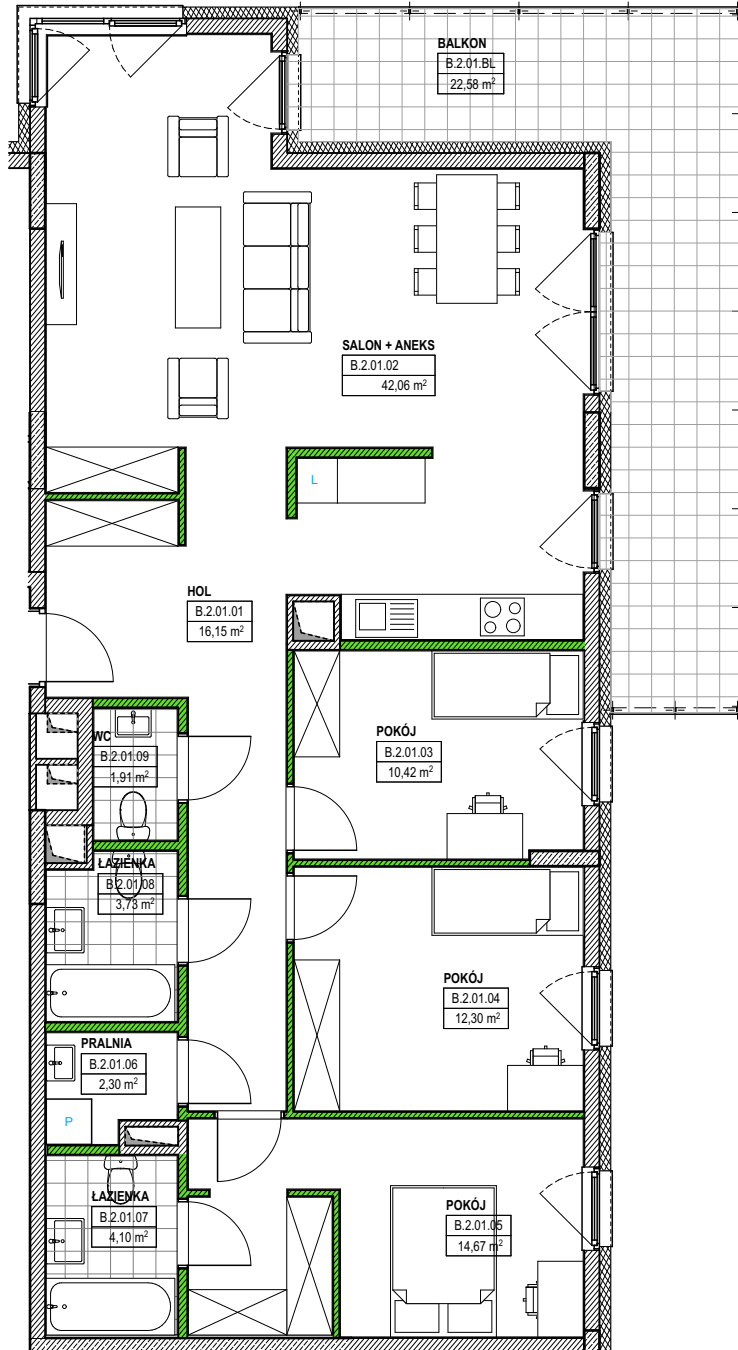 BALKON
B.2.01.BL
22,58 m²
SALON + ANEKS
B.2.01.02
42,06 m²
L
HOL
B.2.01.01
16,15 m²
WC
B.2.01.09
1,91 m²
POKÓJ
B.2.01.03
10,42 m²
ŁAZIENKA
B.2.01.08
3,73 m²
POKÓJ
B.2.01.04
12,30 m²
PRALNIA
B.2.01.06
2,30 m²
P
ŁAZIENKA
B.2.01.07
4,10 m²
POKÓJ
B.2.01.05
14,67 m²